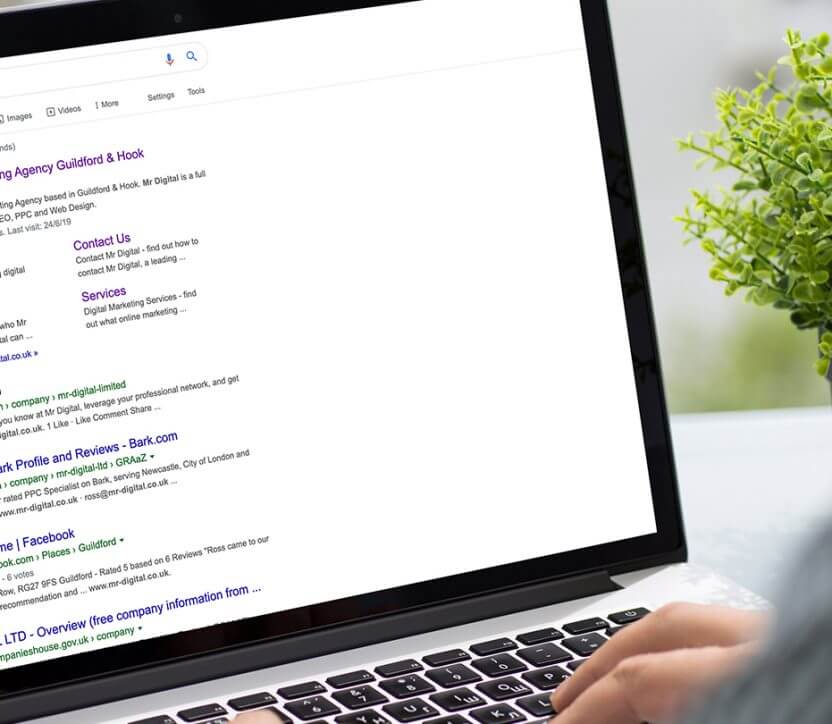 Images Videos More Settings Tools
nds)
ng Agency Guildford & Hook
ting Agency based in Guildford & Hook. Mr Digital is a full
EO, PPC and Web Design.
s. Last visit: 24/6/19
Contact Us
Contact Mr Digital - find out how to
contact Mr Digital, a leading ...
g digital
Services
Digital Marketing Services - find
out what online marketing ...
who Mr
tal can ...
tal.co.uk »
› company › mr-digital-limited
you know at Mr Digital, leverage your professional network, and get
igital.co.uk. 1 Like · Like Comment Share ...
ark Profile and Reviews - Bark.com
› company › mr-digital-ltd › GRAaZ
rated PPC Specialist on Bark, serving Newcastle, City of London and
www.mr-digital.co.uk · ross@mr-digital.co.uk ...
me | Facebook
ook.com › Places › Guildford
- 6 votes
Row, RG27 9FS Guildford - Rated 5 based on 6 Reviews "Ross came to our
recommendation and ... www.mr-digital.co.uk.
LTD - Overview (free company information from ...
mpanieshouse.gov.uk › company